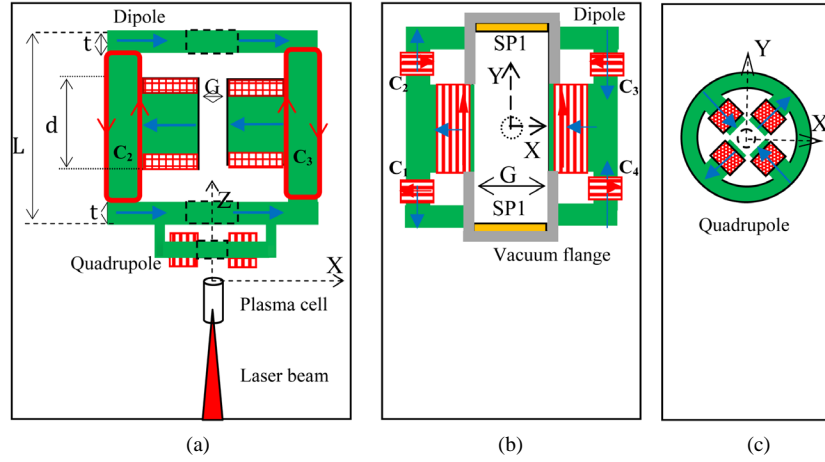 Dipole
t
G
d
L
C2
C3
t
Z
Quadrupole
X
Plasma cell
Laser beam
(a)
Dipole
SP1
C2
Y
C3
X
C1
G
C4
SP1
Vacuum flange
(b)
Y
X
Quadrupole
(c)